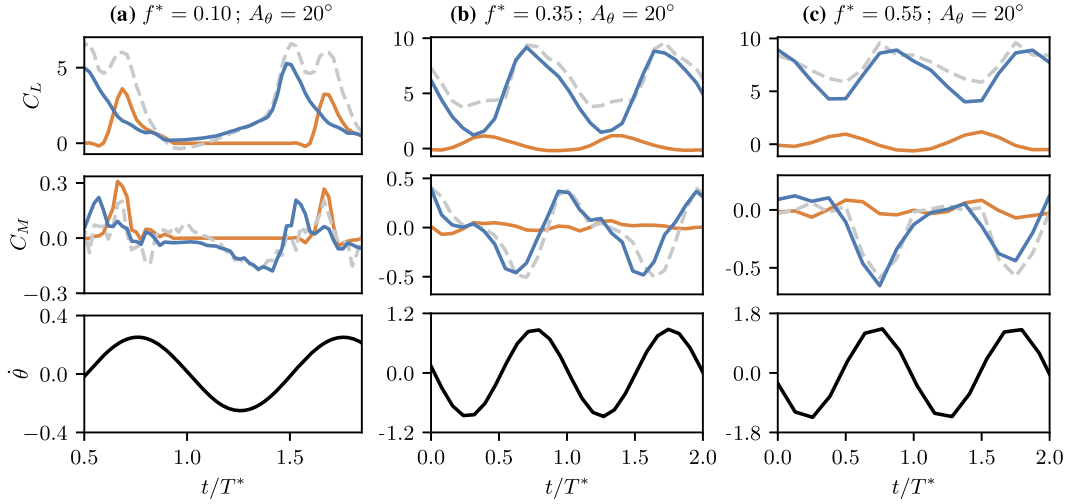 (a) f* = 0.10 ; A_θ = 20°
(b) f* = 0.35 ; A_θ = 20°
(c) f* = 0.55 ; A_θ = 20°
C_L
5
0
10
5
0
10
5
0
C_M
0.3
0.0
−0.3
0.5
0.0
-0.5
0.0
-0.5
θ̇
0.4
0.0
−0.4
1.2
0.0
-1.2
1.8
0.0
-1.8
0.5 1.0 1.5
0.0 0.5 1.0 1.5 2.0
0.0 0.5 1.0 1.5 2.0
t/T*
t/T*
t/T*